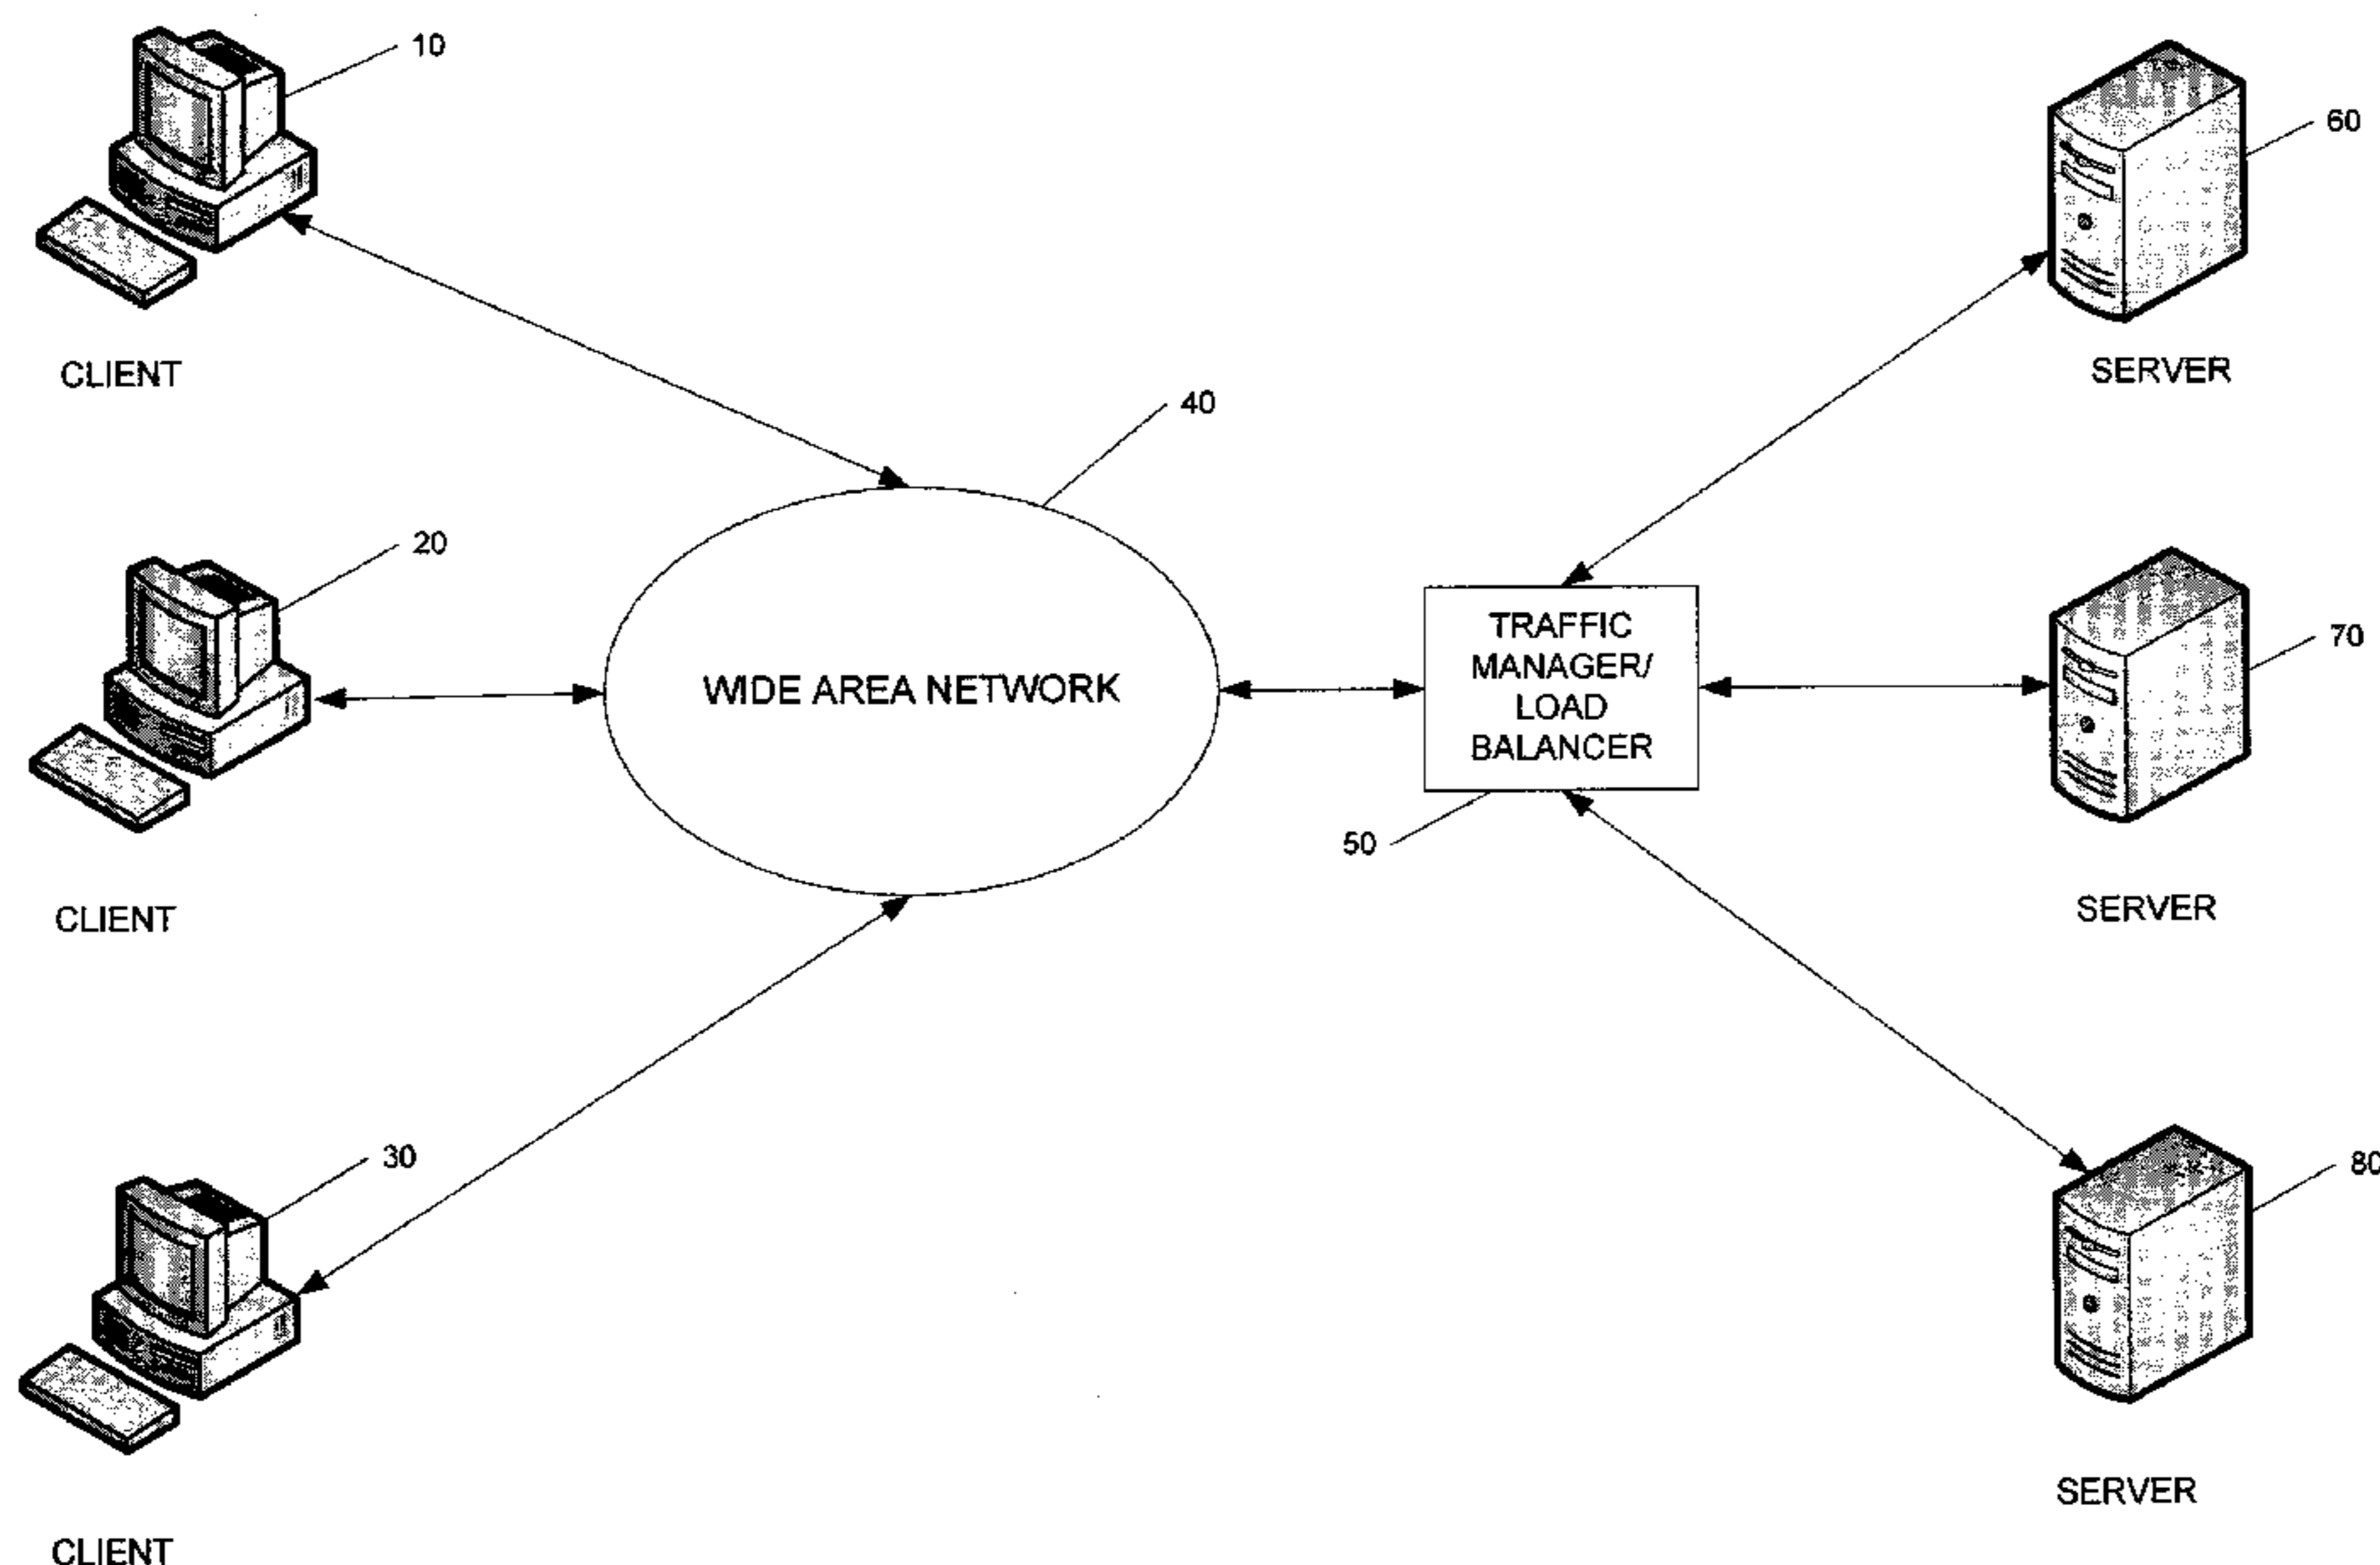 10
60
CLIENT
SERVER
40
20
TRAFFIC
MANAGER/
LOAD
BALANCER
70
WIDE AREA NETWORK
50
CLIENT
SERVER
30
80
SERVER
CLIENT